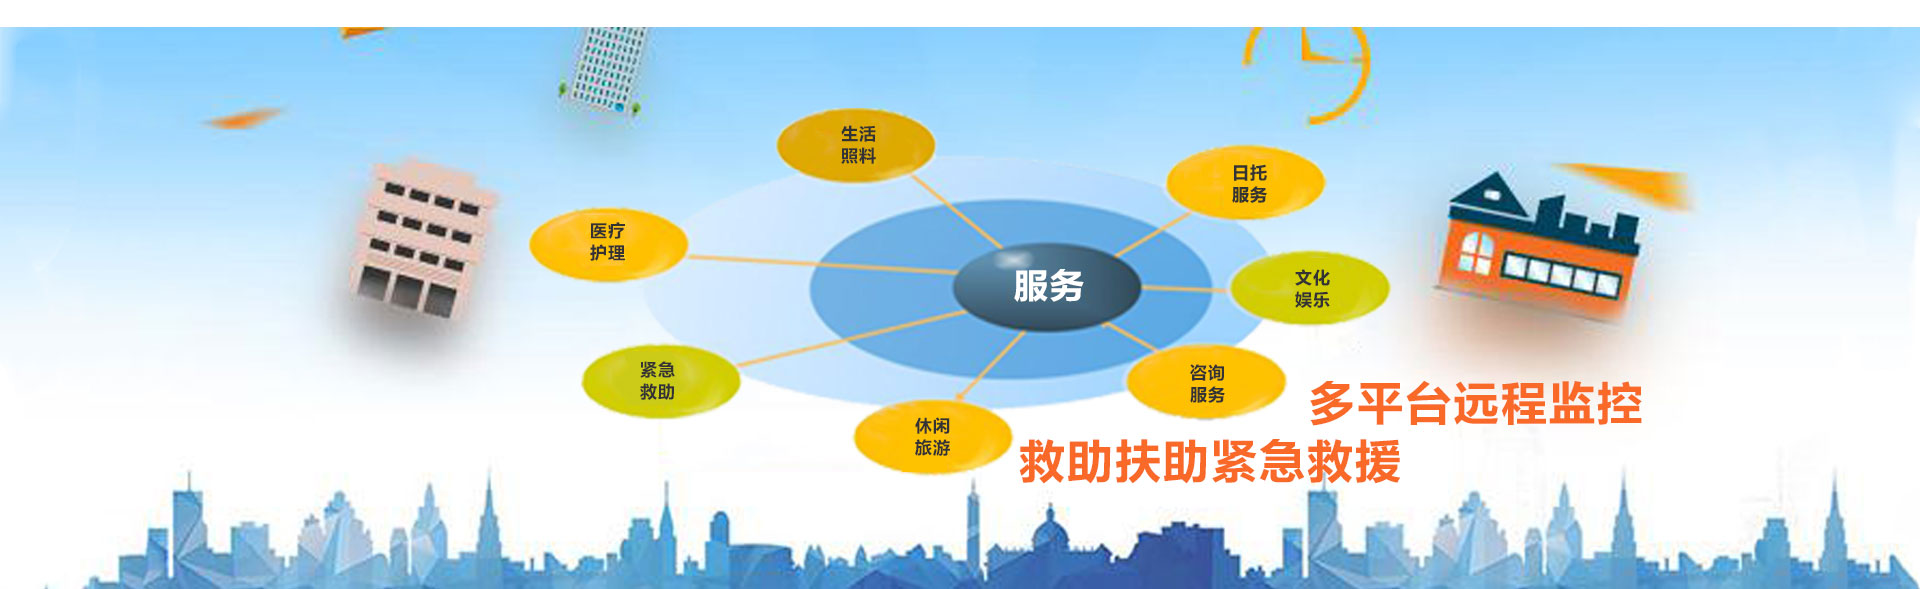 生活
照料
日托
服务
医疗
护理
服务
文化
娱乐
紧急
救助
咨询
服务
休闲
旅游
多平台远程监控
救助扶助紧急救援